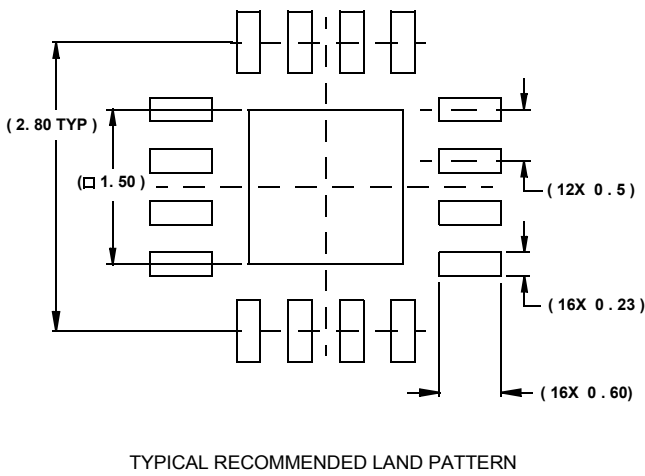 ( 2. 80 TYP )
(□ 1. 50 )
( 12X 0 . 5 )
( 16X 0 . 23 )
( 16X 0 . 60)
TYPICAL RECOMMENDED LAND PATTERN